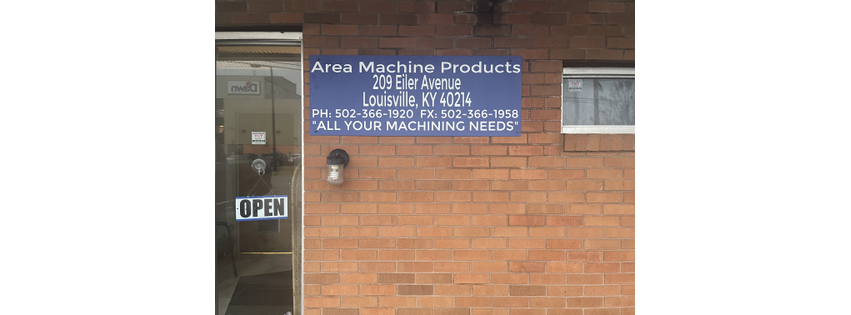 Area Machine Products
209 Eiler Avenue
Louisville, KY 40214
PH: 502-366-1920 FX: 502-366-1958
"ALL YOUR MACHINING NEEDS"
OPEN